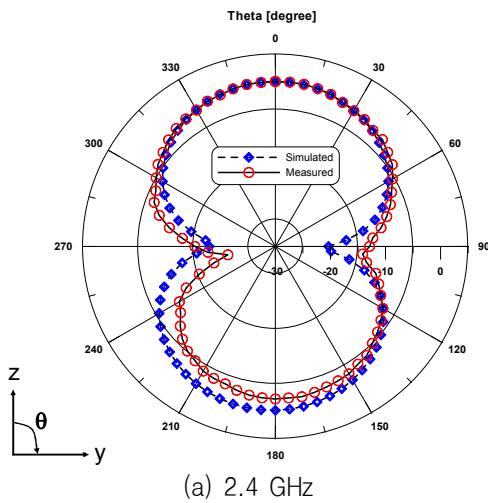 Theta [degree]
0
330
30
300
60
Simulated
Measured
270
-30
-20
-10
0
90
240
120
210
150
180
z
θ
y
(a) 2.4 GHz